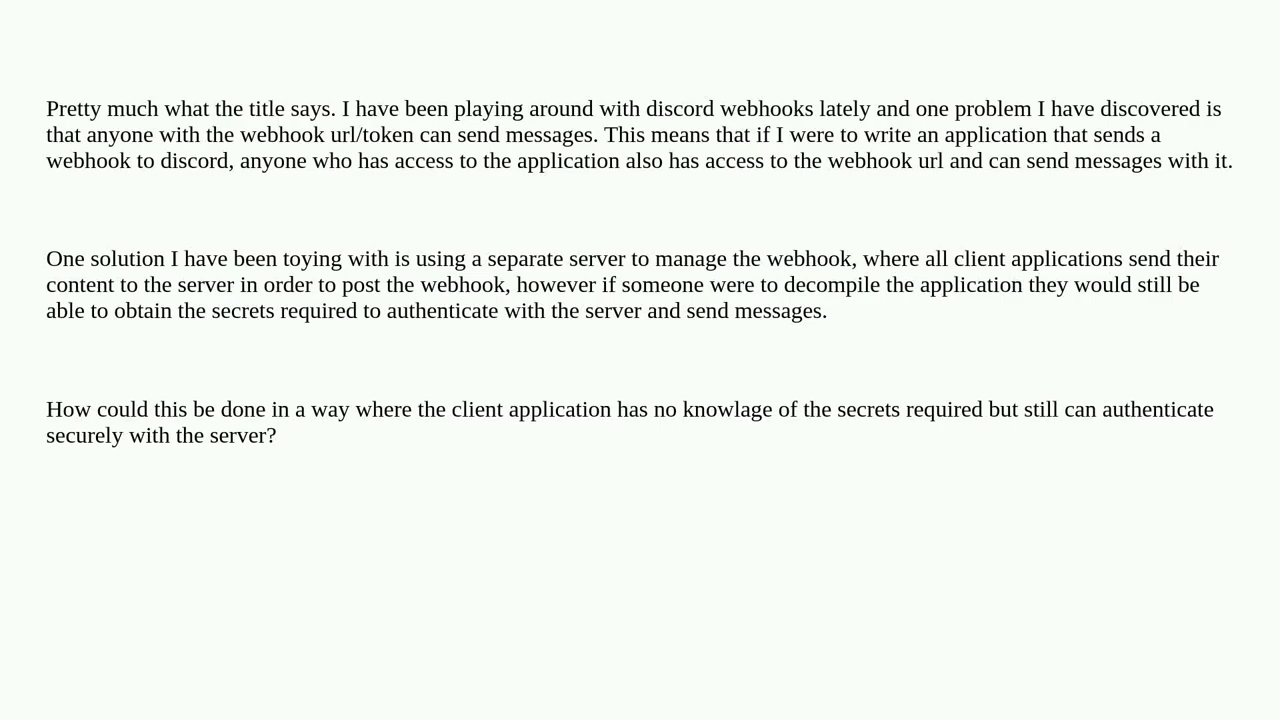 Pretty much what the title says. I have been playing around with discord webhooks lately and one problem I have discovered is
that anyone with the webhook url/token can send messages. This means that if I were to write an application that sends a
webhook to discord, anyone who has access to the application also has access to the webhook url and can send messages with it.
One solution I have been toying with is using a separate server to manage the webhook, where all client applications send their
content to the server in order to post the webhook, however if someone were to decompile the application they would still be
able to obtain the secrets required to authenticate with the server and send messages.
How could this be done in a way where the client application has no knowlage of the secrets required but still can authenticate
securely with the server?